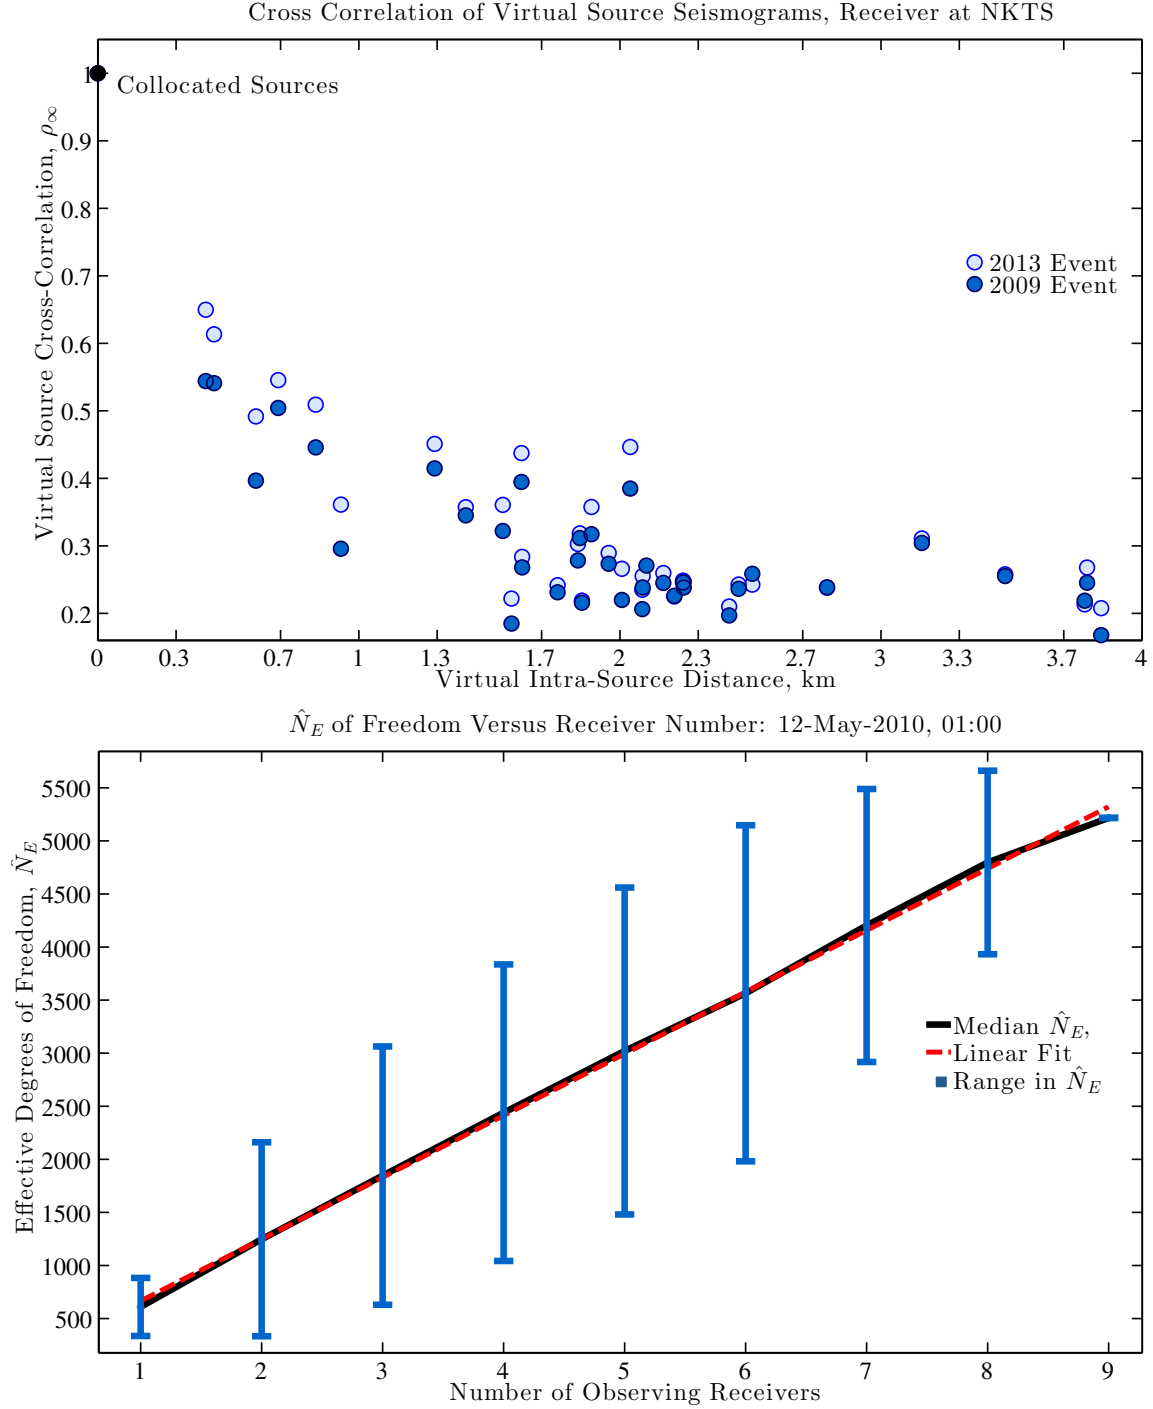 Cross Correlation of Virtual Source Seismograms, Receiver at NKTS
Virtual Source Cross-Correlation, ρ∞
1
0.9
0.8
0.7
0.6
0.5
0.4
0.3
0.2
Collocated Sources
2013 Event
2009 Event
0 0.3 0.7 1 1.3 1.7 2 2.3 2.7 3 3.3 3.7 4
Virtual Intra-Source Distance, km
N̂_E of Freedom Versus Receiver Number: 12-May-2010, 01:00
Effective Degrees of Freedom, N̂_E
5500
5000
4500
4000
3500
3000
2500
2000
1500
1000
500
Median N̂_E,
Linear Fit
Range in N̂_E
1 2 3 4 5 6 7 8 9
Number of Observing Receivers